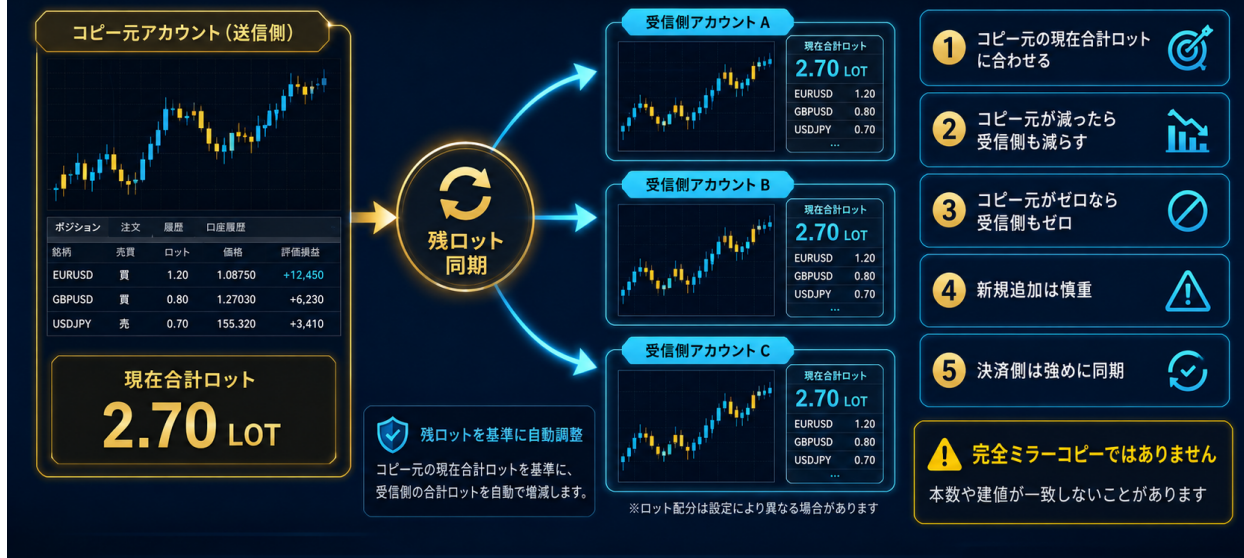 コピー元アカウント（送信側）
ポジション 注文 履歴 口座履歴
銘柄 売買 ロット 価格 評価損益
EURUSD 買 1.20 1.08750 +12,450
GBPUSD 買 0.80 1.27030 +6,230
USDJPY 売 0.70 155.320 +3,410
現在合計ロット
2.70 LOT
残ロット
同期
残ロットを基準に自動調整
コピー元の現在合計ロットを基準に、
受信側の合計ロットを自動で増減します。
受信側アカウント A
現在合計ロット
2.70 LOT
EURUSD 1.20
GBPUSD 0.80
USDJPY 0.70
...
受信側アカウント B
現在合計ロット
2.70 LOT
EURUSD 1.20
GBPUSD 0.80
USDJPY 0.70
...
受信側アカウント C
現在合計ロット
2.70 LOT
EURUSD 1.20
GBPUSD 0.80
USDJPY 0.70
...
※ロット配分は設定により異なる場合があります
1 コピー元の現在合計ロット
に合わせる
2 コピー元が減ったら
受信側も減らす
3 コピー元がゼロなら
受信側もゼロ
4 新規追加は慎重
5 決済側は強めに同期
完全ミラーコピーではありません
本数や建値が一致しないことがあります